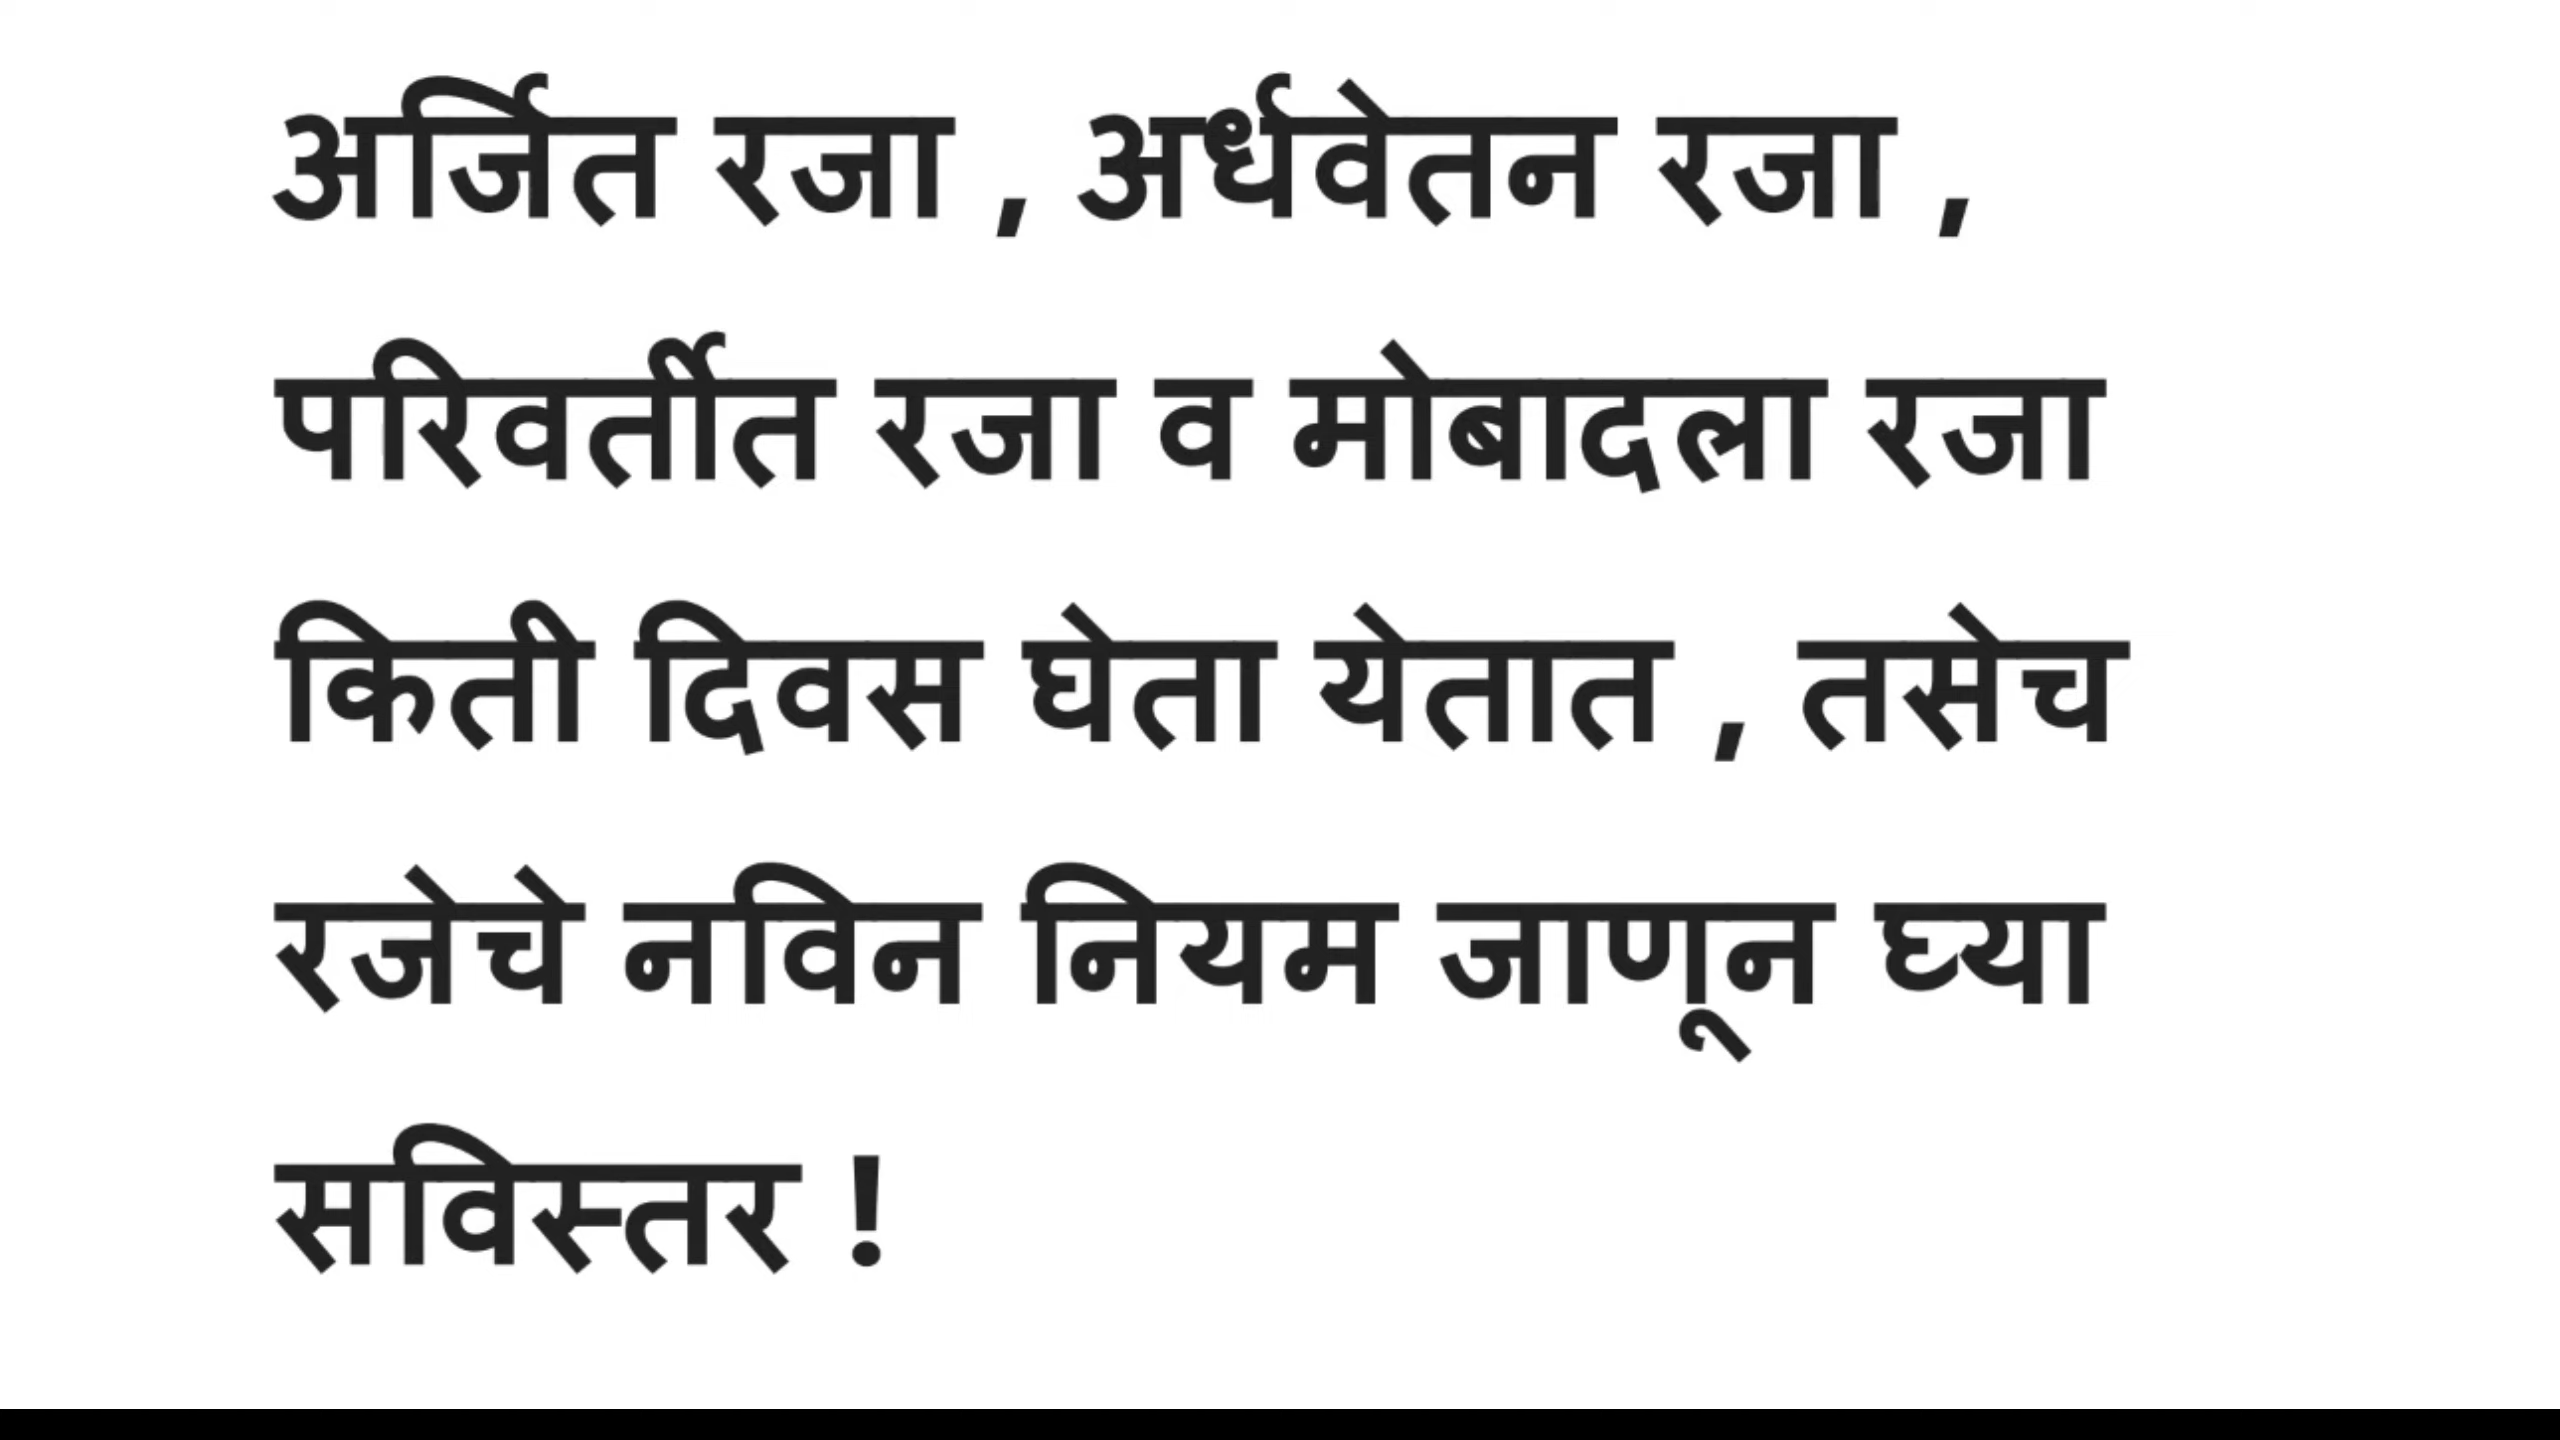 अर्जित रजा , अर्धवेतन रजा ,
परिवर्तीत रजा व मोबादला रजा
किती दिवस घेता येतात , तसेच
रजेचे नविन नियम जाणून घ्या
सविस्तर !